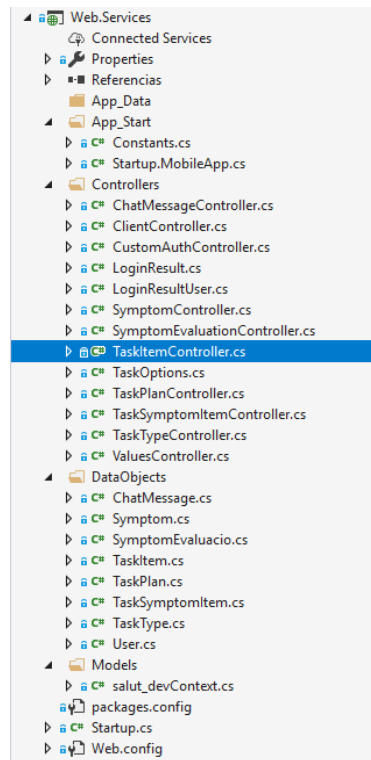 Web.Services
Connected Services
Properties
Referencias
App_Data
App_Start
C# Constants.cs
C# Startup.MobileApp.cs
Controllers
C# ChatMessageController.cs
C# ClientController.cs
C# CustomAuthController.cs
C# LoginResult.cs
C# LoginResultUser.cs
C# SymptomController.cs
C# SymptomEvaluationController.cs
C# TaskItemController.cs
C# TaskOptions.cs
C# TaskPlanController.cs
C# TaskSymptomItemController.cs
C# TaskTypeController.cs
C# ValuesController.cs
DataObjects
C# ChatMessage.cs
C# Symptom.cs
C# SymptomEvaluacio.cs
C# TaskItem.cs
C# TaskPlan.cs
C# TaskSymptomItem.cs
C# TaskType.cs
C# User.cs
Models
C# salut_devContext.cs
packages.config
C# Startup.cs
Web.config